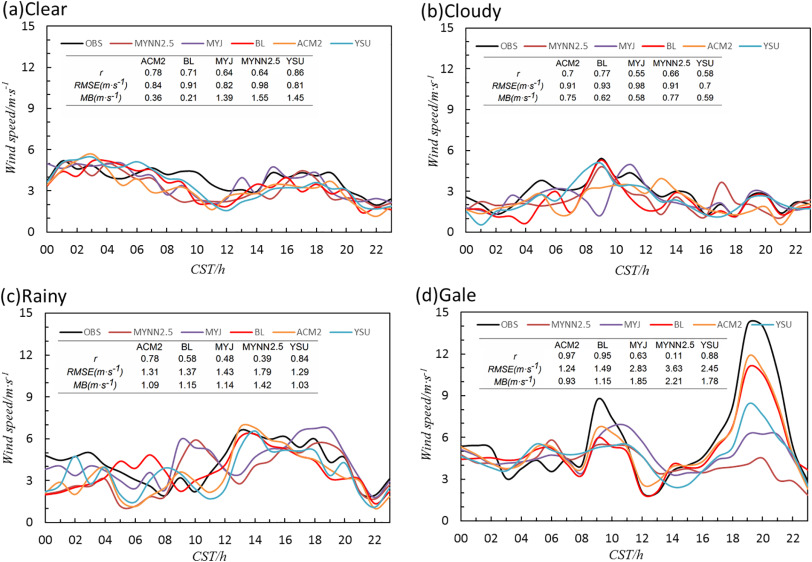 (a)Clear
OBS MYNN2.5 MYJ BL ACM2 YSU
ACM2 BL MYJ MYNN2.5 YSU
r 0.78 0.71 0.64 0.64 0.86
RMSE(m·s⁻¹) 0.84 0.91 0.82 0.98 0.81
MB(m·s⁻¹) 0.36 0.21 1.39 1.55 1.45
Wind speed/m·s⁻¹
15
12
9
6
3
0
00 02 04 06 08 10 12 14 16 18 20 22
CST/h
(b)Cloudy
OBS MYNN2.5 MYJ BL ACM2 YSU
ACM2 BL MYJ MYNN2.5 YSU
r 0.7 0.77 0.55 0.66 0.58
RMSE(m·s⁻¹) 0.91 0.93 0.98 0.91 0.7
MB(m·s⁻¹) 0.75 0.62 0.58 0.77 0.59
Wind speed/m·s⁻¹
15
12
9
6
3
0
00 02 04 06 08 10 12 14 16 18 20 22
CST/h
(c)Rainy
OBS MYNN2.5 MYJ BL ACM2 YSU
ACM2 BL MYJ MYNN2.5 YSU
r 0.78 0.58 0.48 0.39 0.84
RMSE(m·s⁻¹) 1.31 1.37 1.43 1.79 1.29
MB(m·s⁻¹) 1.09 1.15 1.14 1.42 1.03
Wind speed/m·s⁻¹
15
12
9
6
3
0
00 02 04 06 08 10 12 14 16 18 20 22
CST/h
(d)Gale
OBS MYNN2.5 MYJ BL ACM2 YSU
ACM2 BL MYJ MYNN2.5 YSU
r 0.97 0.95 0.63 0.11 0.88
RMSE(m·s⁻¹) 1.24 1.49 2.83 3.63 2.45
MB(m·s⁻¹) 0.93 1.15 1.85 2.21 1.78
Wind speed/m·s⁻¹
15
12
9
6
3
0
00 02 04 06 08 10 12 14 16 18 20 22
CST/h